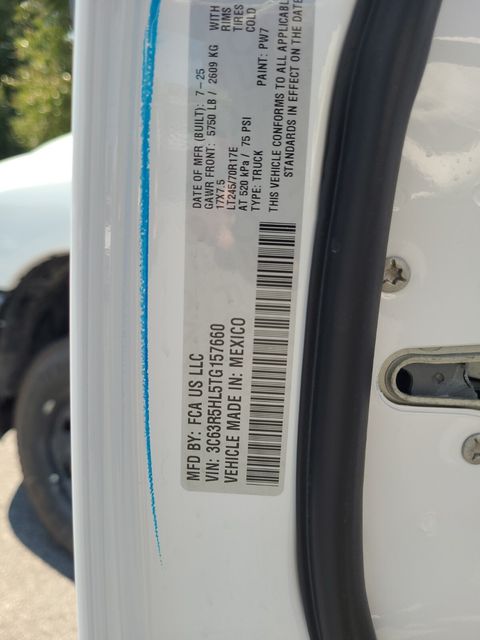 MFD BY: FCA US LLC
DATE OF MFR (BUILT): 7-25
GAWR FRONT: 5750 LB / 2609 KG WITH
17X7.5 RIMS
LT245/70R17E TIRES
AT 520 kPa / 75 PSI COLD
VIN: 3C63R5HL5TG157660
TYPE: TRUCK
PAINT: PW7
VEHICLE MADE IN: MEXICO
THIS VEHICLE CONFORMS TO ALL APPLICABLE
STANDARDS IN EFFECT ON THE DATE